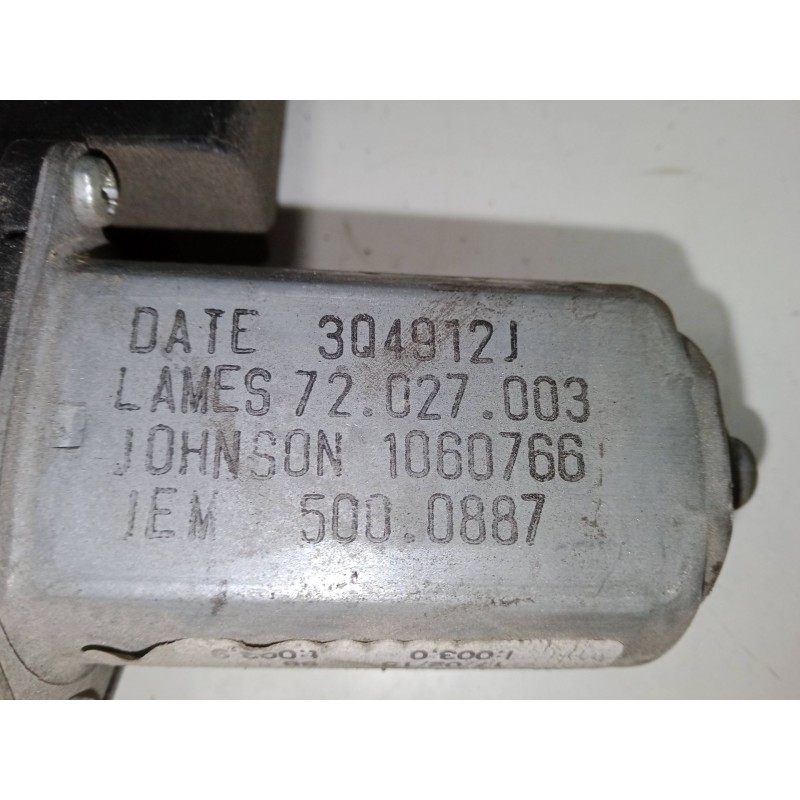 DATE 3Q4912J
LAMES 72.027.003
JOHNSON 1060766
IEM 500.0887